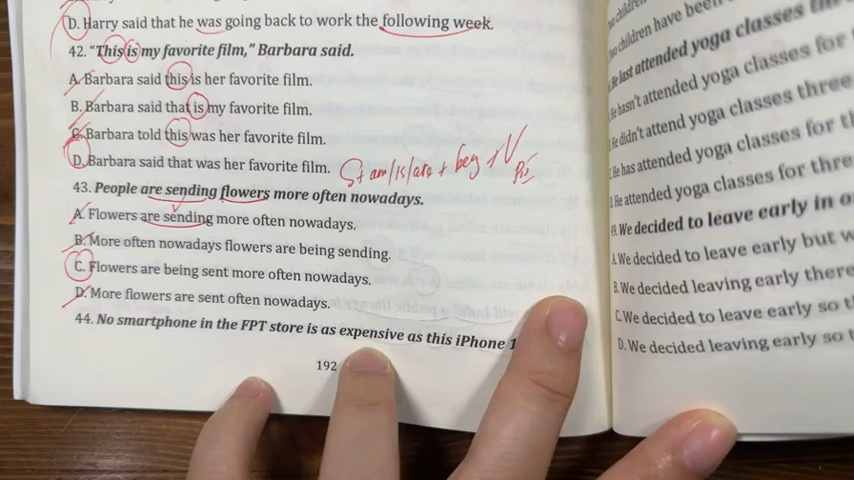 D. Harry said that he was going back to work the following week.
42. “This is my favorite film,” Barbara said.
A. Barbara said this is her favorite film.
B. Barbara said that is my favorite film.
C. Barbara told this was her favorite film.
D. Barbara said that was her favorite film.
S + am/is/are + being + V
43. People are sending flowers more often nowadays.
A. Flowers are sending more often nowadays.
B. More often nowadays flowers are being sending.
C. Flowers are being sent more often nowadays.
D. More flowers are sent often nowadays.
44. No smartphone in the FPT store is as expensive as this iPhone 1
192
children have been
He last attended yoga classes
He hasn't attended yoga classes for
He didn't attend yoga classes three
He has attended yoga classes for
He attended yoga classes for thre
We decided to leave early in o
A. We decided to leave early but w
B. We decided leaving early there
C. We decided to leave early so th
D. We decided leaving early so t